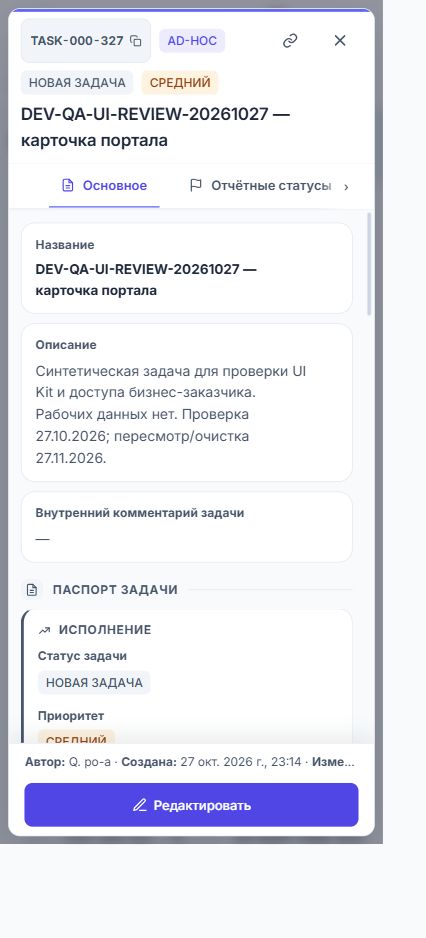 TASK-000-327
AD-HOC
НОВАЯ ЗАДАЧА
СРЕДНИЙ
DEV-QA-UI-REVIEW-20261027 —
карточка портала
Основное
Отчётные статусы
Название
DEV-QA-UI-REVIEW-20261027 —
карточка портала
Описание
Синтетическая задача для проверки UI
Kit и доступа бизнес-заказчика.
Рабочих данных нет. Проверка
27.10.2026; пересмотр/очистка
27.11.2026.
Внутренний комментарий задачи
—
ПАСПОРТ ЗАДАЧИ
ИСПОЛНЕНИЕ
Статус задачи
НОВАЯ ЗАДАЧА
Приоритет
СРЕДНИЙ
Автор: Q. po-a · Создана: 27 окт. 2026 г., 23:14 · Изме...
Редактировать